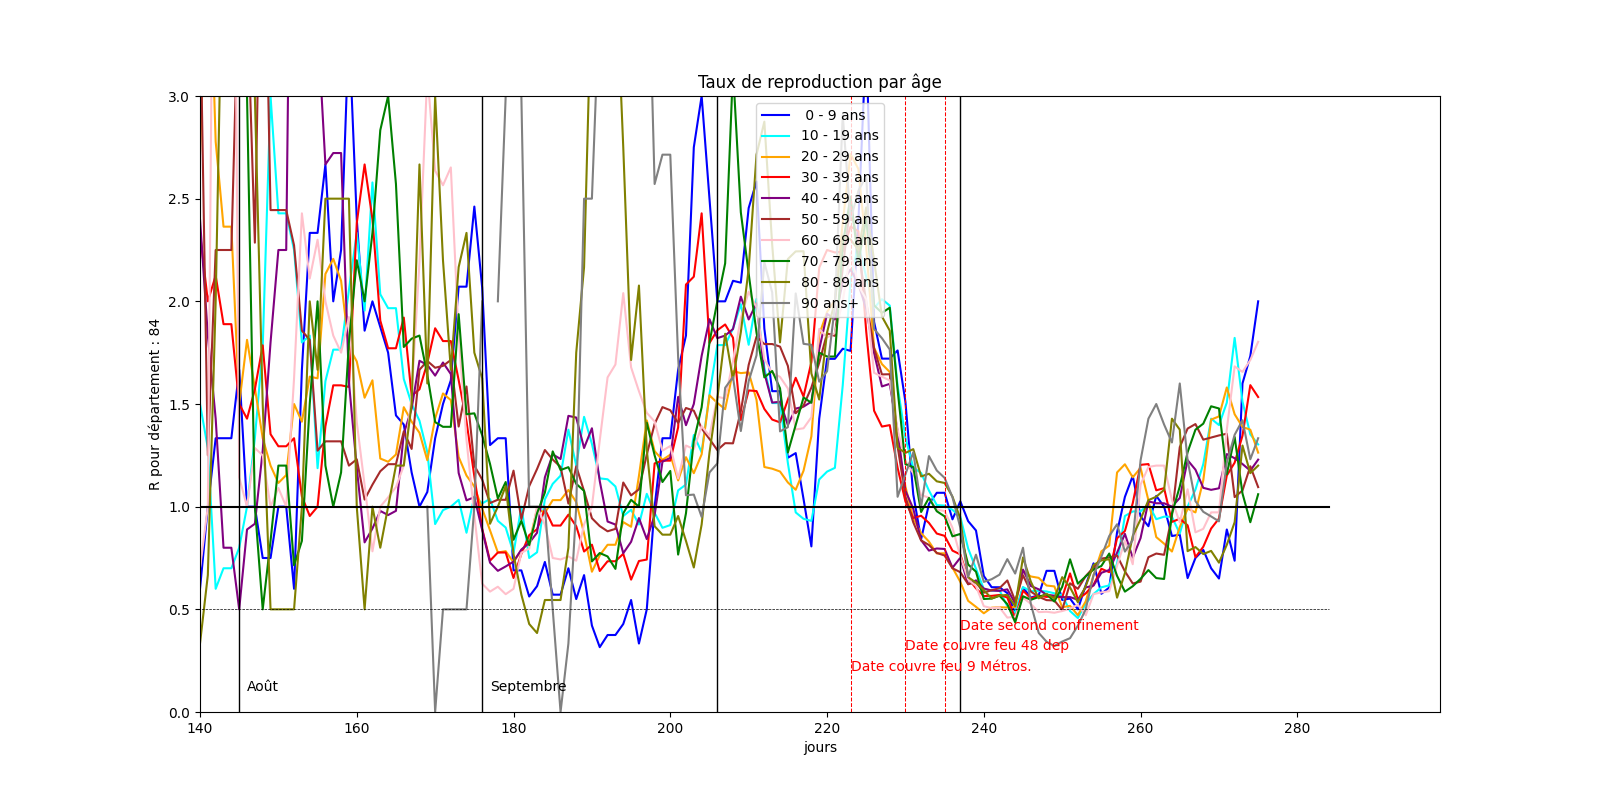 Taux de reproduction par âge
3.0
2.5
2.0
1.5
1.0
0.5
0.0
R pour département : 84
0 - 9 ans
10 - 19 ans
20 - 29 ans
30 - 39 ans
40 - 49 ans
50 - 59 ans
60 - 69 ans
70 - 79 ans
80 - 89 ans
90 ans+
Date second confinement
Date couvre feu 48 dep
Date couvre feu 9 Métros.
Août
Septembre
140 160 180 200 220 240 260 280
jours